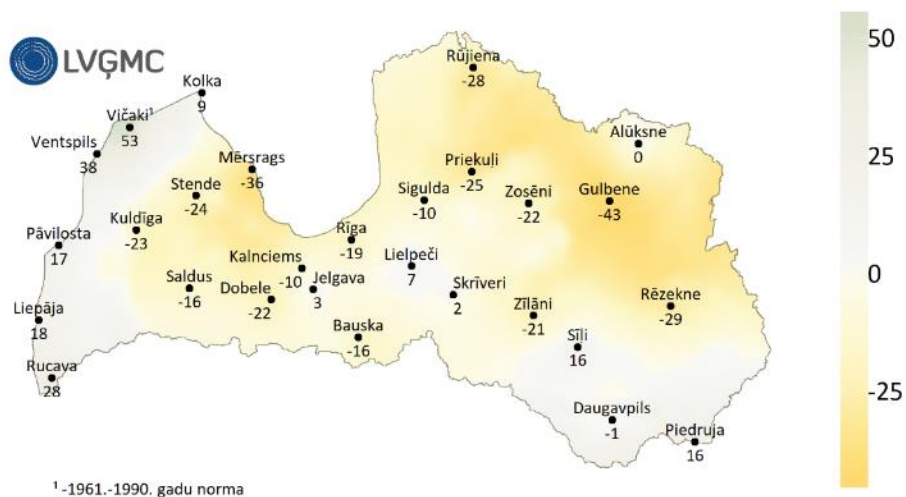 LVĢMC
Rūjiena
-28
50
Kolka
9
Vičaki¹
53
Alūksne
0
Ventspils
38
Mērsrags
-36
Priekuļi
-25
25
Stende
-24
Sigulda
-10
Zosēni
-22
Gulbene
-43
Kuldīga
-23
Pāvilosta
17
Rīga
-19
Kalnciems
-10
Lielpeči
7
0
Saldus
-16
Dobele
-22
Jelgava
3
Skrīveri
2
Zīlāni
-21
Rēzekne
-29
Liepāja
18
Bauska
-16
Sīļi
16
Rucava
28
-25
Daugavpils
-1
Piedruja
16
¹ -1961.-1990. gadu norma